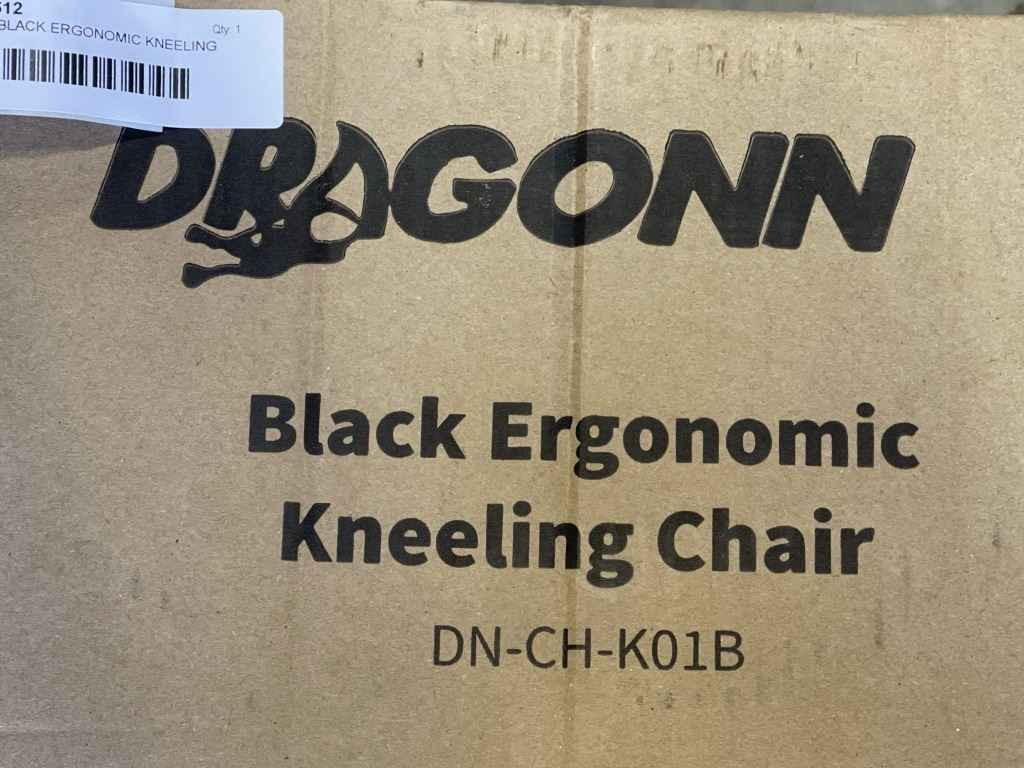 512
BLACK ERGONOMIC KNEELING
Qty: 1
DRAGONN
Black Ergonomic
Kneeling Chair
DN-CH-K01B